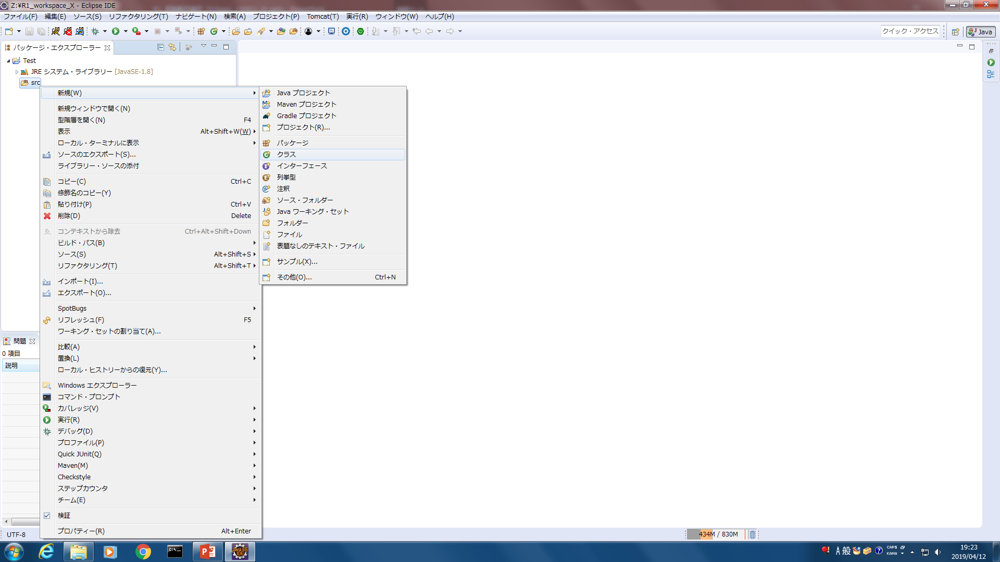 Z:¥R1_workspace_X - Eclipse IDE
ファイル(F) 編集(E) ソース(S) リファクタリング(T) ナビゲート(N) 検索(A) プロジェクト(P) Tomcat(T) 実行(R) ウィンドウ(W) ヘルプ(H)
クイック・アクセス
Java
パッケージ・エクスプローラー
Test
JRE システム・ライブラリー [JavaSE-1.8]
src
新規(W)
新規ウィンドウで開く(N)
型階層を開く(N) F4
表示 Alt+Shift+W(W)
ローカル・ターミナルに表示
ソースのエクスポート(S)...
ライブラリー・ソースの添付
コピー(C) Ctrl+C
修飾名のコピー(Y)
貼り付け(P) Ctrl+V
削除(D) Delete
コンテキストから除去 Ctrl+Alt+Shift+Down
ビルド・パス(B)
ソース(S) Alt+Shift+S
リファクタリング(T) Alt+Shift+T
インポート(I)...
エクスポート(O)...
SpotBugs
リフレッシュ(F) F5
ワーキング・セットの割り当て(A)...
比較(A)
置換(L)
ローカル・ヒストリーからの復元(Y)...
Windows エクスプローラー
コマンド・プロンプト
カバレッジ(V)
実行(R)
デバッグ(D)
プロファイル(P)
Quick JUnit(Q)
Maven(M)
Checkstyle
ステップカウンタ
チーム(E)
検証
プロパティー(R) Alt+Enter
Java プロジェクト
Maven プロジェクト
Gradle プロジェクト
プロジェクト(R)...
パッケージ
クラス
インターフェース
列挙型
注釈
ソース・フォルダー
Java ワーキング・セット
フォルダー
ファイル
表題なしのテキスト・ファイル
サンプル(X)...
その他(O)... Ctrl+N
問題
0 項目
説明
UTF-8
434M / 830M
Java EE
IDE
A 般
CAPS
KANA
19:23
2019/04/12